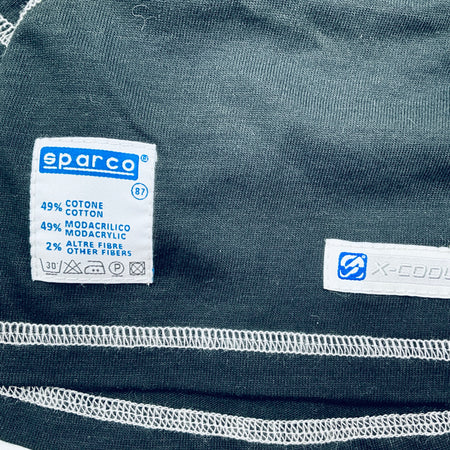 sparco®
87
49% COTONE
COTTON
49% MODACRILICO
MODACRYLIC
2% ALTRE FIBRE
OTHER FIBERS
30° P
X-COOL